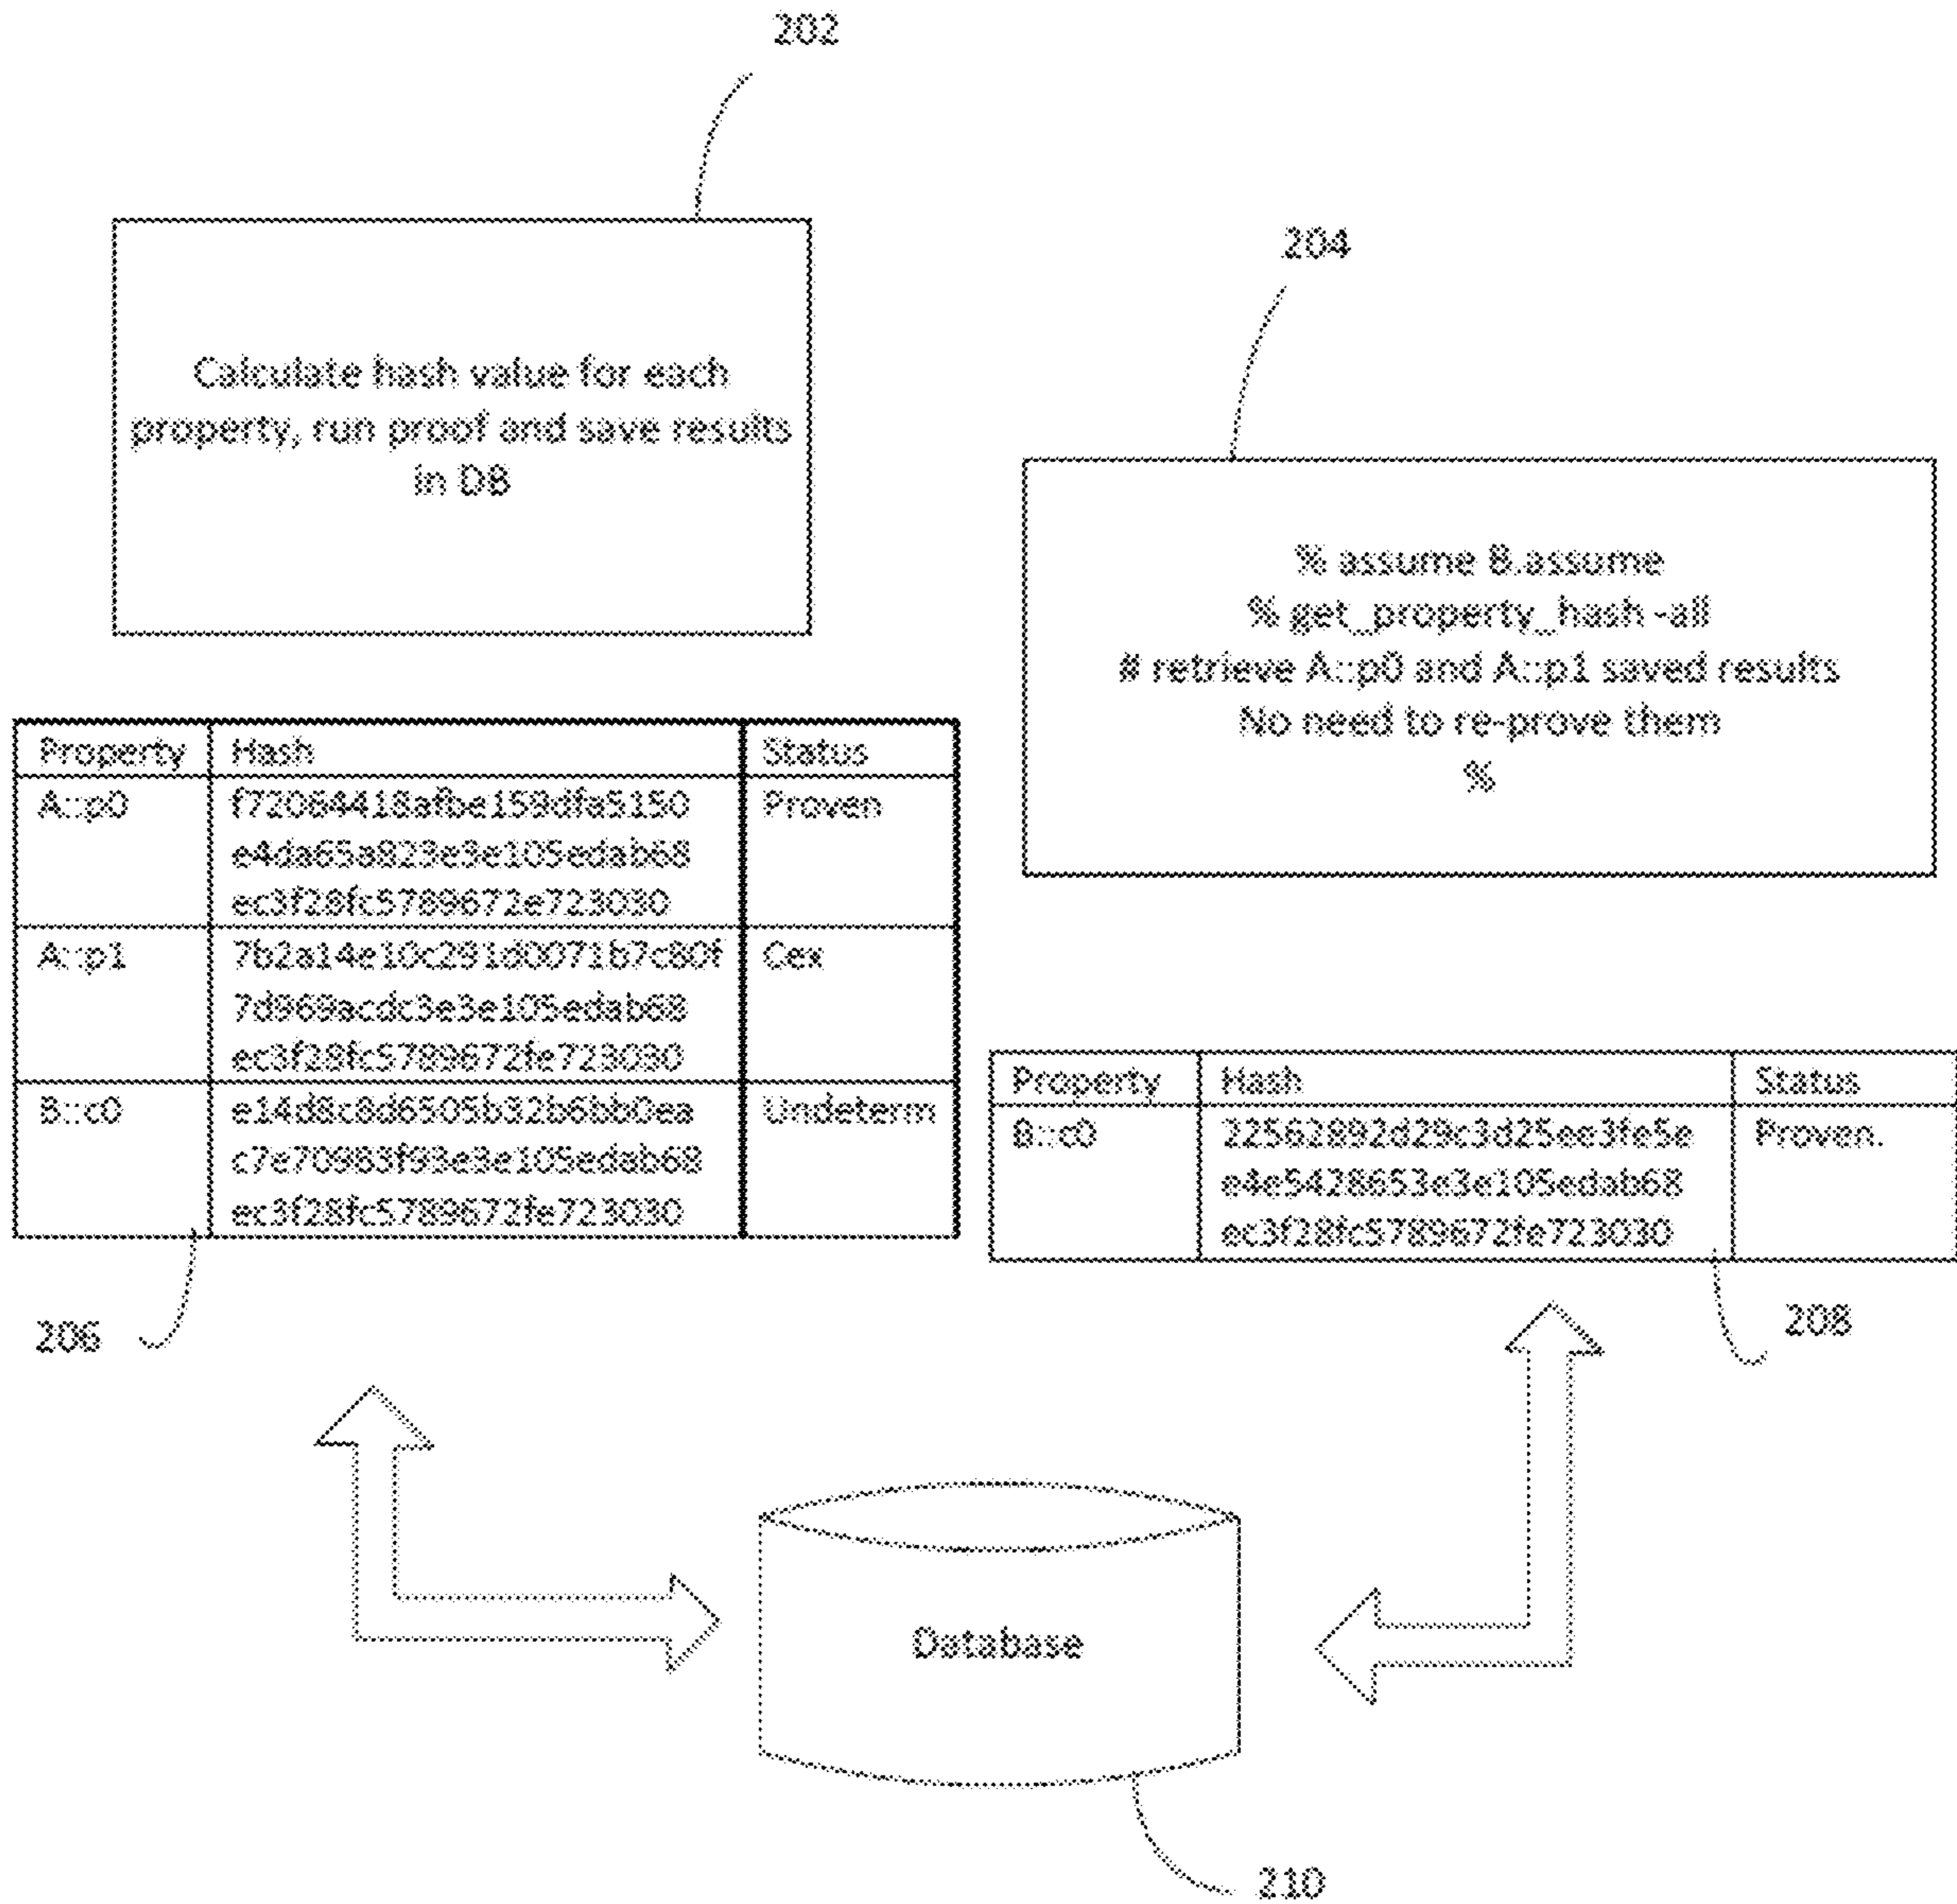 202
Calculate hash value for each
property, run proof and save results
in DB
204
% assume B.assume
% get_property_hash -all
# retrieve A::p0 and A::p1 saved results
No need to re-prove them
%
Property Hash Status
A::p0 f72064418afbe159dfa5150 Proven
e4da65a823e3e105edab68
ec3f28fc5789672e723030
A::p1 7b2a14e10c291d0071b7c80f Cex
7d969acdc3e3e105edab68
ec3f28fc5789672fe723030
B::c0 e14d8c8d6505b32b6bb0ea Undeterm
c7e70983f93e3e105edab68
ec3f28fc5789672fe723030
206
Property Hash Status
B::c0 22562892d29c3d25ee3fe5e Proven.
e4e5428653e3e105edab68
ec3f28fc5789672fe723030
208
Database
210